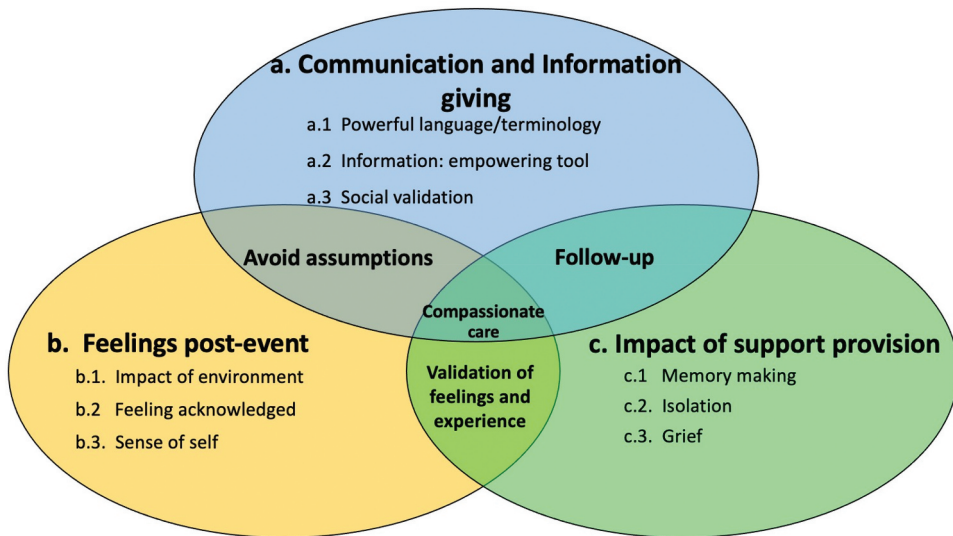 a. Communication and Information
giving
a.1 Powerful language/terminology
a.2 Information: empowering tool
a.3 Social validation
Avoid assumptions
Follow-up
Compassionate
care
b. Feelings post-event
b.1. Impact of environment
b.2 Feeling acknowledged
b.3. Sense of self
Validation of
feelings and
experience
c. Impact of support provision
c.1 Memory making
c.2. Isolation
c.3. Grief